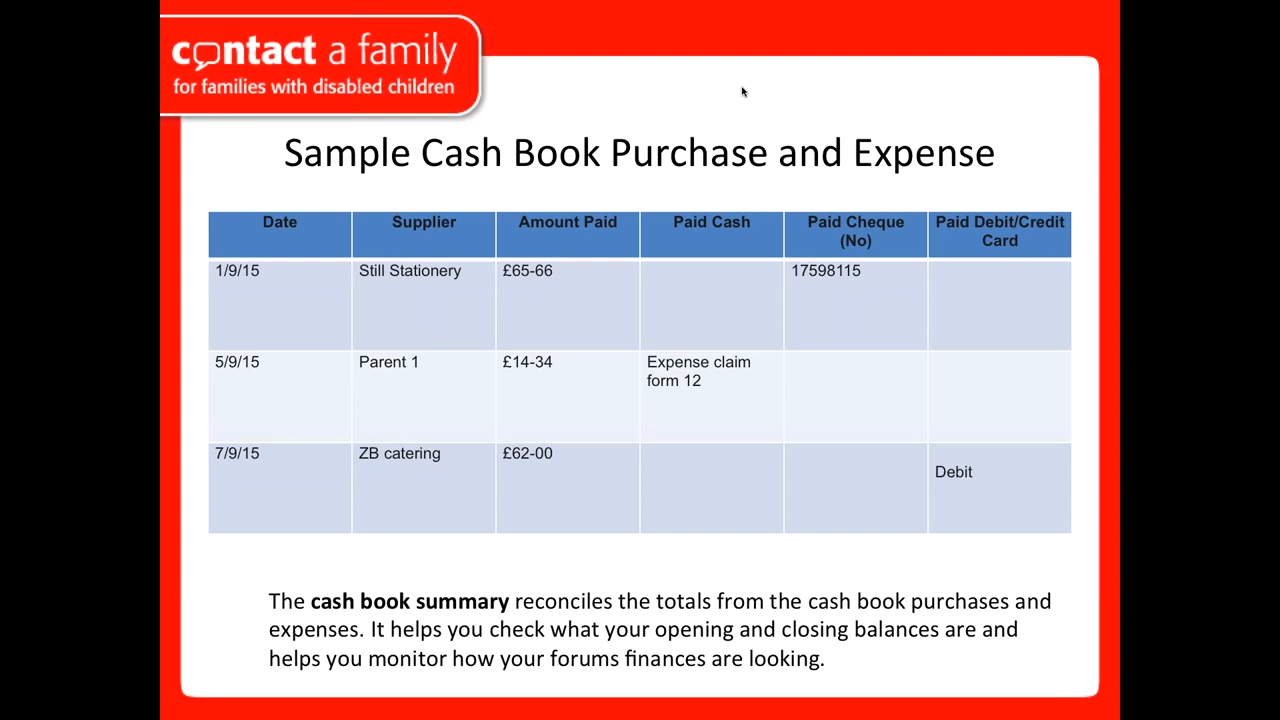 contact a family
for families with disabled children
Sample Cash Book Purchase and Expense
Date Supplier Amount Paid Paid Cash Paid Cheque (No) Paid Debit/Credit Card
1/9/15 Still Stationery £65-66 17598115
5/9/15 Parent 1 £14-34 Expense claim form 12
7/9/15 ZB catering £62-00 Debit
The cash book summary reconciles the totals from the cash book purchases and
expenses. It helps you check what your opening and closing balances are and
helps you monitor how your forums finances are looking.